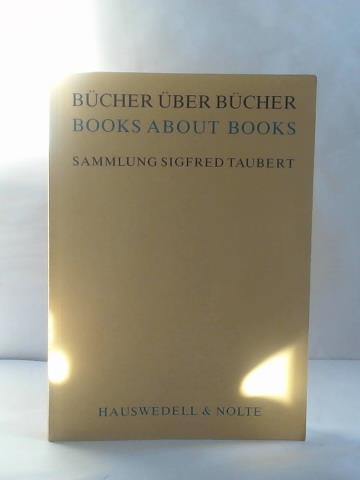 BÜCHER ÜBER BÜCHER
BOOKS ABOUT BOOKS
SAMMLUNG SIGFRED TAUBERT
HAUSWEDELL & NOLTE